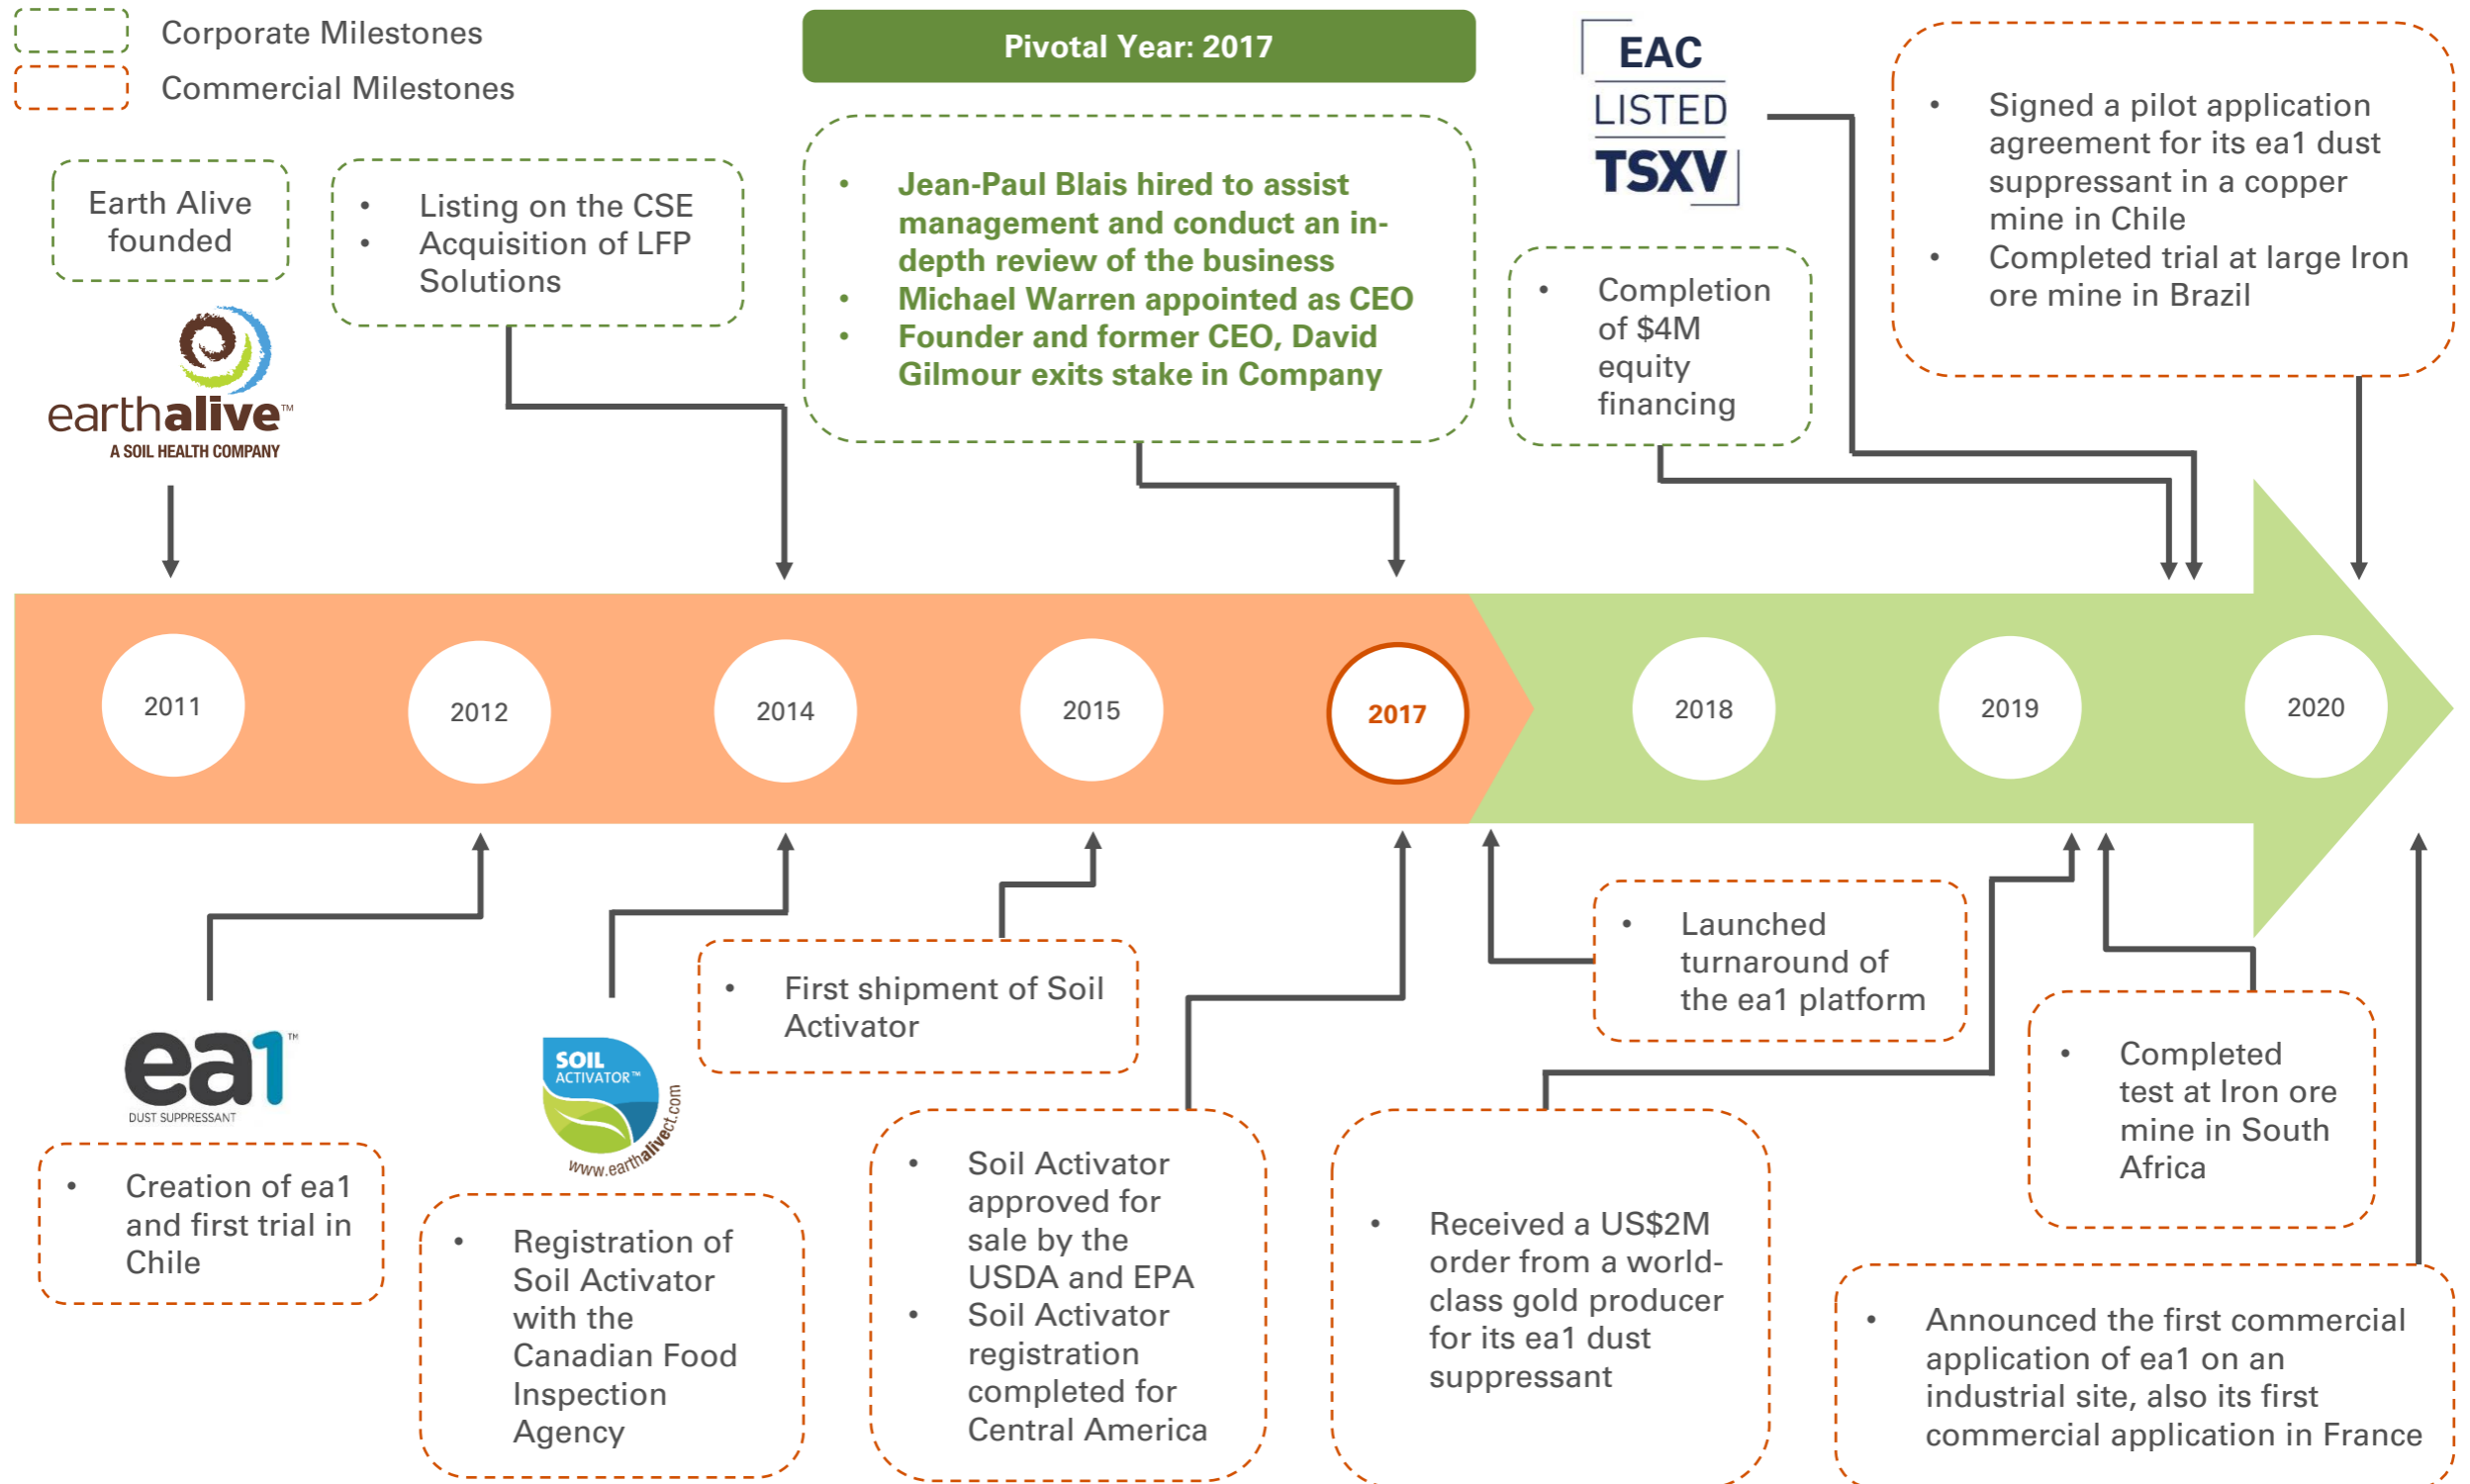 Corporate Milestones
Commercial Milestones
Pivotal Year: 2017
EAC
LISTED
TSXV
Earth Alive
founded
earthalive™
A SOIL HEALTH COMPANY
• Listing on the CSE
• Acquisition of LFP
Solutions
• Jean-Paul Blais hired to assist
management and conduct an in-
depth review of the business
• Michael Warren appointed as CEO
• Founder and former CEO, David
Gilmour exits stake in Company
• Completion
of $4M
equity
financing
• Signed a pilot application
agreement for its ea1 dust
suppressant in a copper
mine in Chile
• Completed trial at large Iron
ore mine in Brazil
2011
2012
2014
2015
2017
2018
2019
2020
ea1™
DUST SUPPRESSANT
• Creation of ea1
and first trial in
Chile
SOIL
ACTIVATOR™
www.earthalivect.com
• Registration of
Soil Activator
with the
Canadian Food
Inspection
Agency
• First shipment of Soil
Activator
• Soil Activator
approved for
sale by the
USDA and EPA
• Soil Activator
registration
completed for
Central America
• Launched
turnaround of
the ea1 platform
• Received a US$2M
order from a world-
class gold producer
for its ea1 dust
suppressant
• Completed
test at Iron ore
mine in South
Africa
• Announced the first commercial
application of ea1 on an
industrial site, also its first
commercial application in France